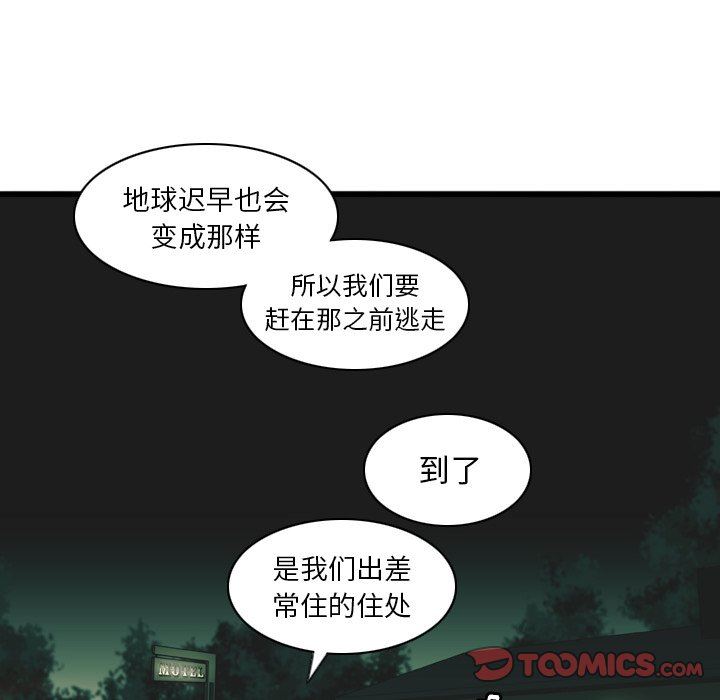 地球迟早也会
变成那样
所以我们要
赶在那之前逃走
到了
是我们出差
常住的住处
MOTEL
TOOMICS.COM